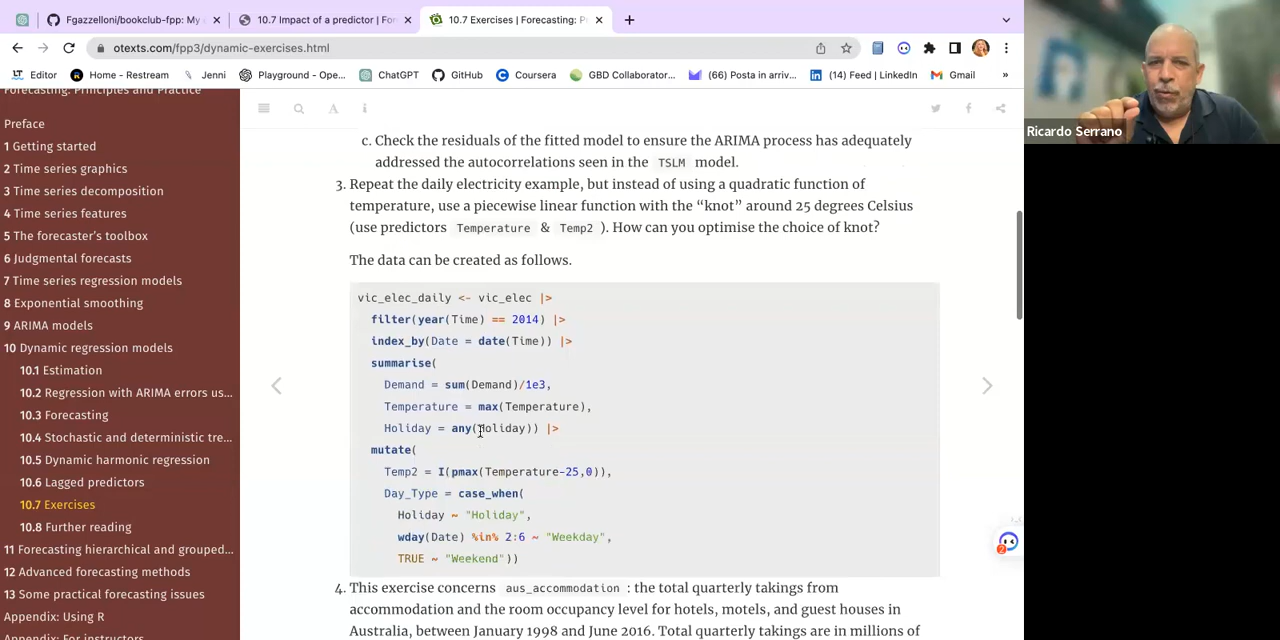 Fgazzelloni/bookclub-fpp: My
10.7 Impact of a predictor | For
10.7 Exercises | Forecasting: P
otexts.com/fpp3/dynamic-exercises.html
Editor
Home - Restream
Jenni
Playground - Ope...
ChatGPT
GitHub
Coursera
GBD Collaborator...
(66) Posta in arriv...
(14) Feed | LinkedIn
Gmail
»
Forecasting: Principles and Practice
Preface
1 Getting started
2 Time series graphics
3 Time series decomposition
4 Time series features
5 The forecaster's toolbox
6 Judgmental forecasts
7 Time series regression models
8 Exponential smoothing
9 ARIMA models
10 Dynamic regression models
10.1 Estimation
10.2 Regression with ARIMA errors us...
10.3 Forecasting
10.4 Stochastic and deterministic tre...
10.5 Dynamic harmonic regression
10.6 Lagged predictors
10.7 Exercises
10.8 Further reading
11 Forecasting hierarchical and grouped...
12 Advanced forecasting methods
13 Some practical forecasting issues
Appendix: Using R
Appendix: For instructors
c. Check the residuals of the fitted model to ensure the ARIMA process has adequately
addressed the autocorrelations seen in the TSLM model.
3. Repeat the daily electricity example, but instead of using a quadratic function of
temperature, use a piecewise linear function with the “knot” around 25 degrees Celsius
(use predictors Temperature & Temp2 ). How can you optimise the choice of knot?
The data can be created as follows.
vic_elec_daily <- vic_elec |>
filter(year(Time) == 2014) |>
index_by(Date = date(Time)) |>
summarise(
Demand = sum(Demand)/1e3,
Temperature = max(Temperature),
Holiday = any(Holiday)) |>
mutate(
Temp2 = I(pmax(Temperature-25,0)),
Day_Type = case_when(
Holiday ~ "Holiday",
wday(Date) %in% 2:6 ~ "Weekday",
TRUE ~ "Weekend"))
4. This exercise concerns aus_accommodation : the total quarterly takings from
accommodation and the room occupancy level for hotels, motels, and guest houses in
Australia, between January 1998 and June 2016. Total quarterly takings are in millions of
Ricardo Serrano
2